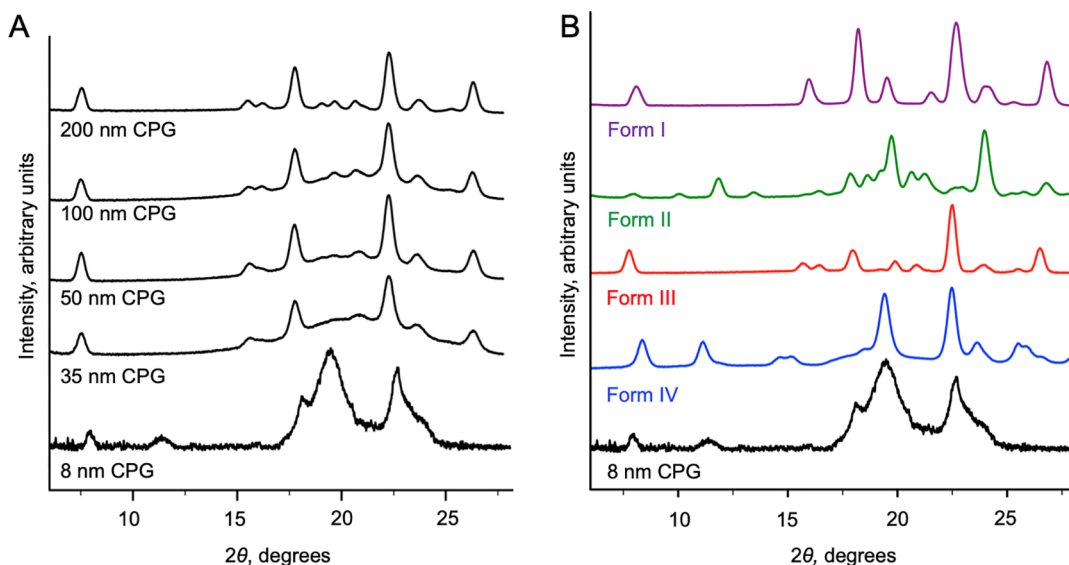 A
Intensity, arbitrary units
200 nm CPG
100 nm CPG
50 nm CPG
35 nm CPG
8 nm CPG
10 15 20 25
2θ, degrees
B
Intensity, arbitrary units
Form I
Form II
Form III
Form IV
8 nm CPG
10 15 20 25
2θ, degrees